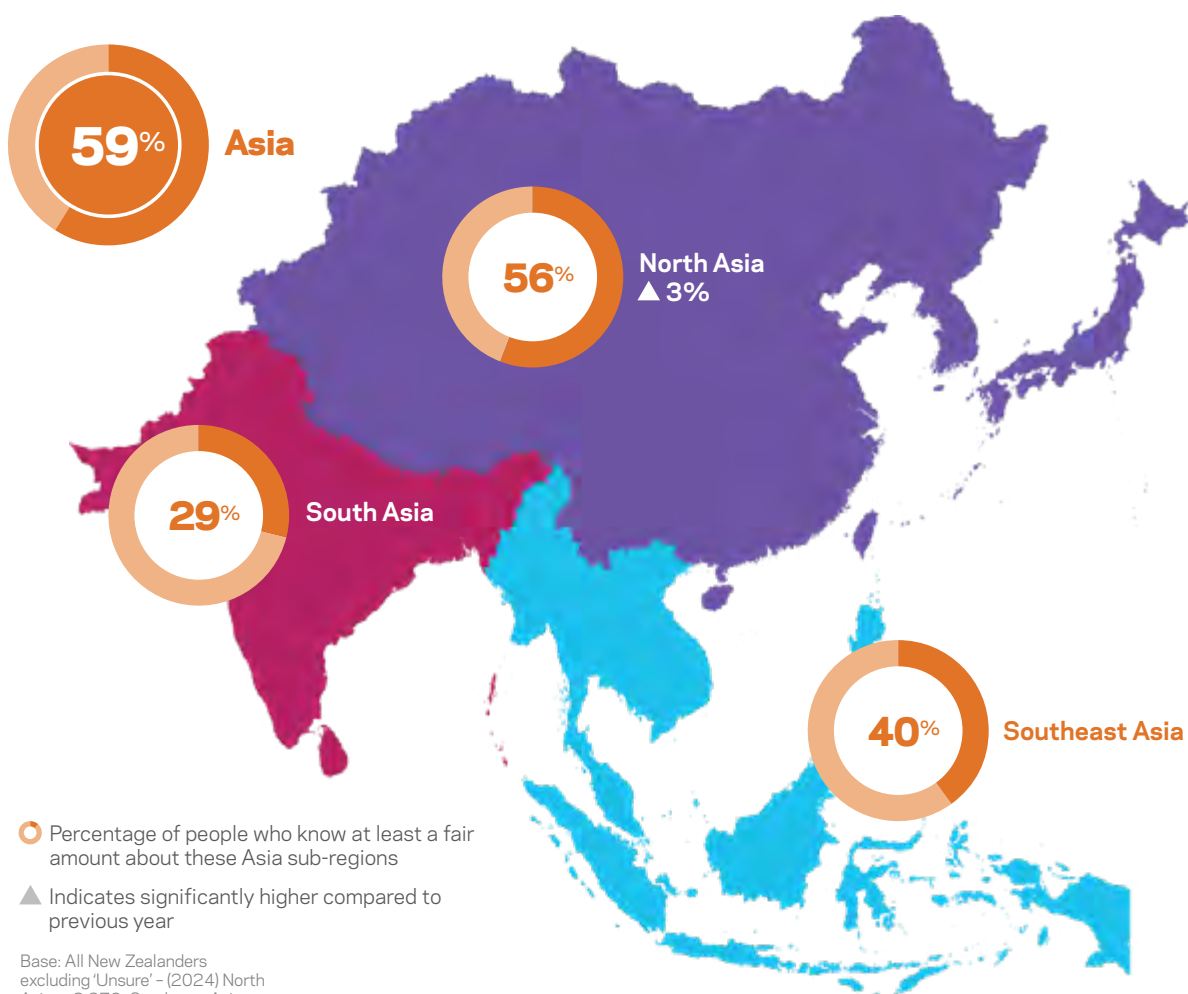 59%
Asia
56%
North Asia
▲ 3%
29%
South Asia
40%
Southeast Asia
Percentage of people who know at least a fair
amount about these Asia sub-regions
Indicates significantly higher compared to
previous year
Base: All New Zealanders
excluding ‘Unsure’ – (2024) North